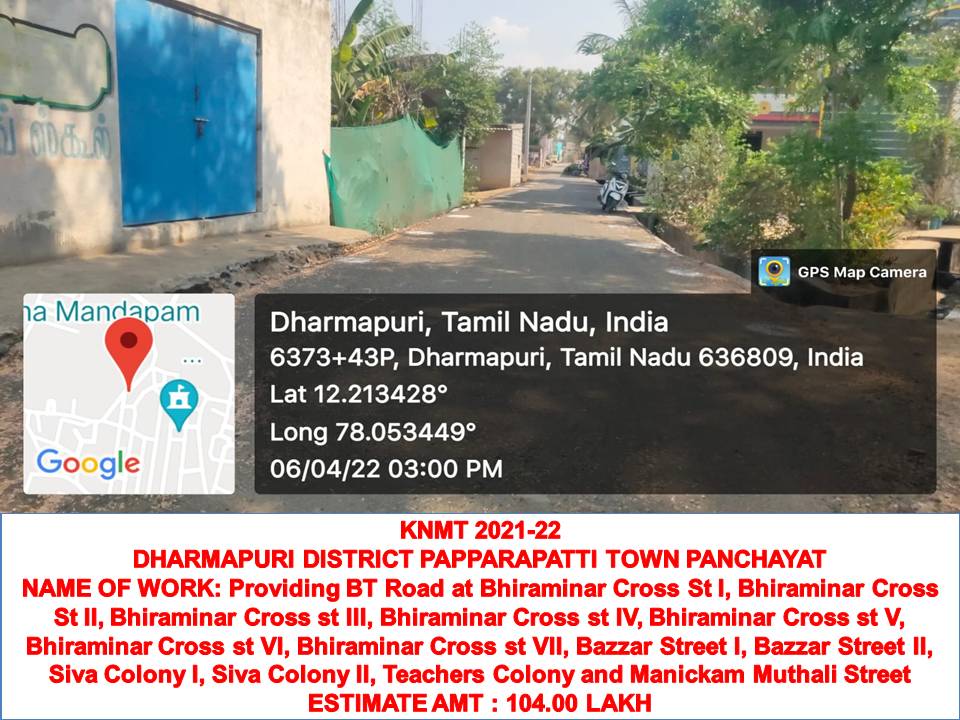 ஸ்கூல்
GPS Map Camera
na Mandapam
Google
Dharmapuri, Tamil Nadu, India
6373+43P, Dharmapuri, Tamil Nadu 636809, India
Lat 12.213428°
Long 78.053449°
06/04/22 03:00 PM
KNMT 2021-22
DHARMAPURI DISTRICT PAPPARAPATTI TOWN PANCHAYAT
NAME OF WORK: Providing BT Road at Bhiraminar Cross St I, Bhiraminar Cross
St II, Bhiraminar Cross st III, Bhiraminar Cross st IV, Bhiraminar Cross st V,
Bhiraminar Cross st VI, Bhiraminar Cross st VII, Bazzar Street I, Bazzar Street II,
Siva Colony I, Siva Colony II, Teachers Colony and Manickam Muthali Street
ESTIMATE AMT : 104.00 LAKH